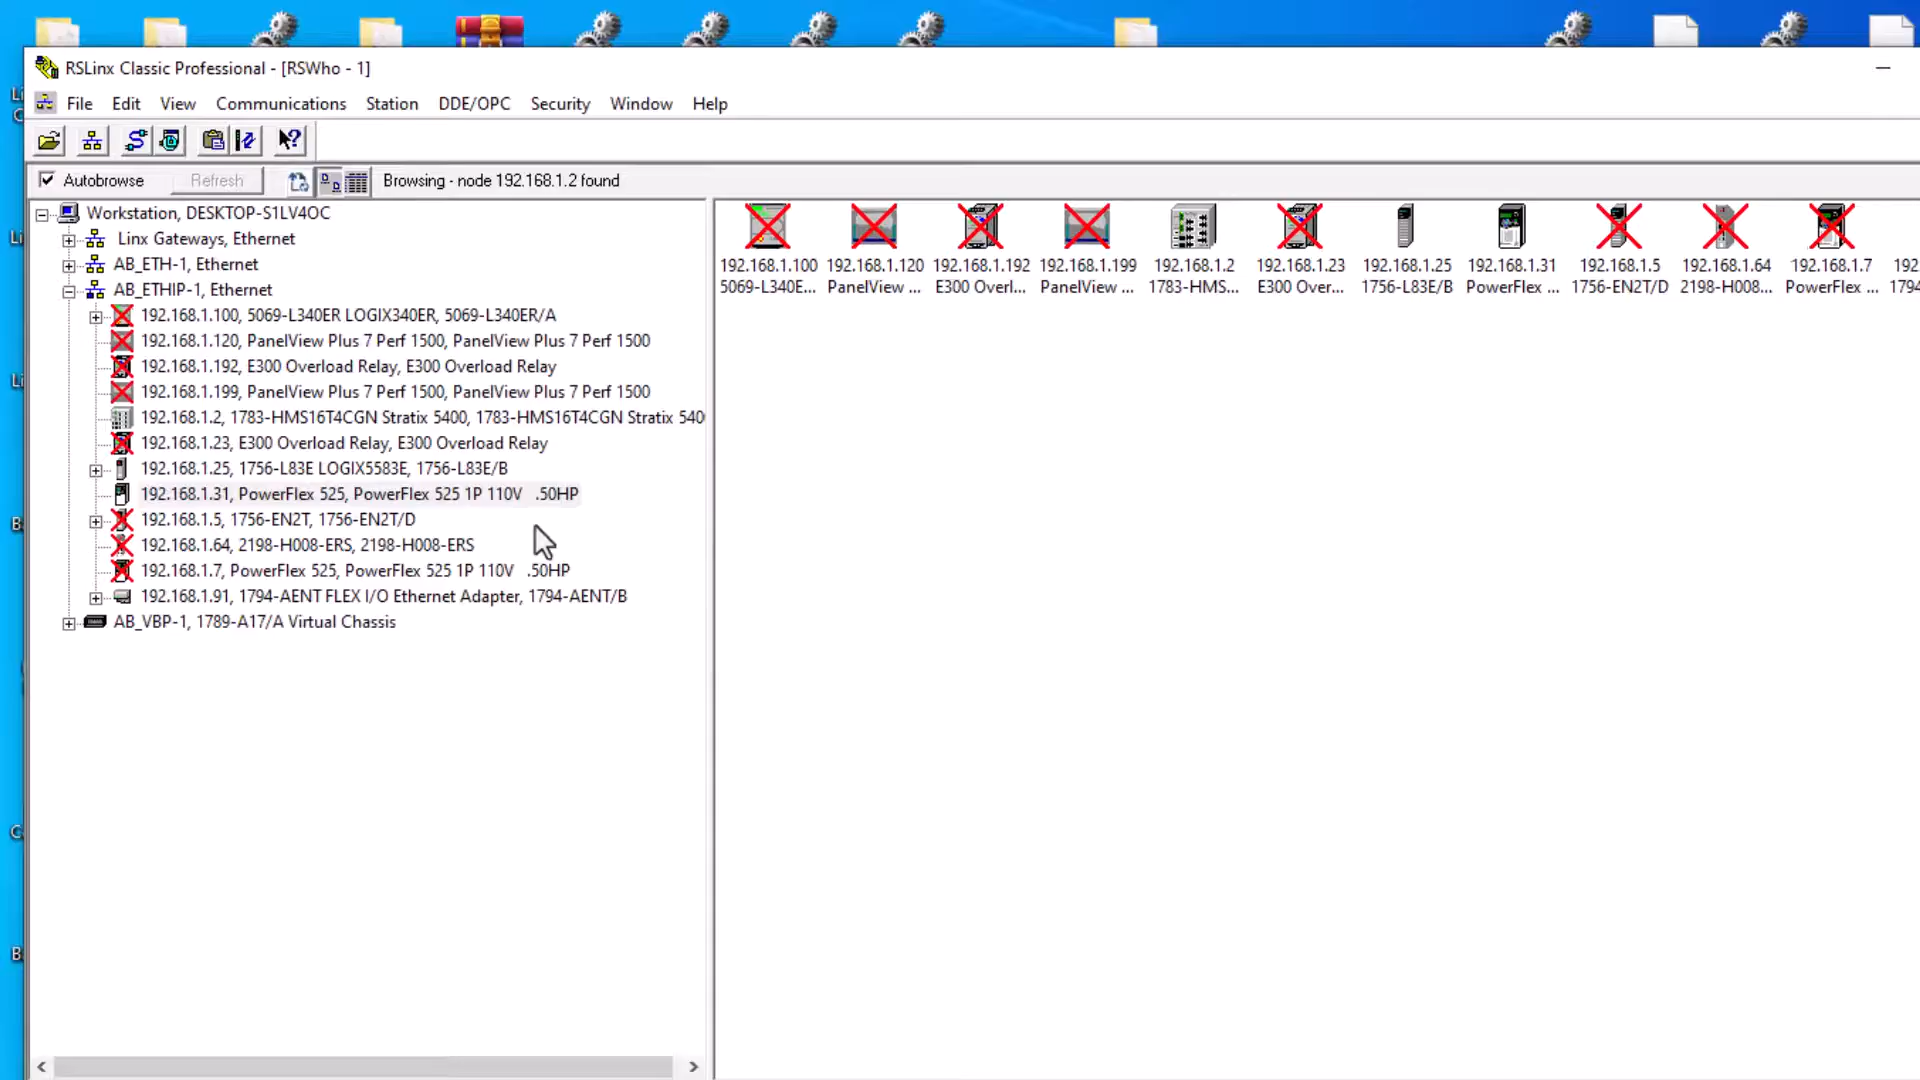 RSLinx Classic Professional - [RSWho - 1]
File Edit View Communications Station DDE/OPC Security Window Help
Autobrowse Refresh Browsing - node 192.168.1.2 found
Workstation, DESKTOP-S1LV4OC
Linx Gateways, Ethernet
AB_ETH-1, Ethernet
AB_ETHIP-1, Ethernet
192.168.1.100, 5069-L340ER LOGIX340ER, 5069-L340ER/A
192.168.1.120, PanelView Plus 7 Perf 1500, PanelView Plus 7 Perf 1500
192.168.1.192, E300 Overload Relay, E300 Overload Relay
192.168.1.199, PanelView Plus 7 Perf 1500, PanelView Plus 7 Perf 1500
192.168.1.2, 1783-HMS16T4CGN Stratix 5400, 1783-HMS16T4CGN Stratix 540
192.168.1.23, E300 Overload Relay, E300 Overload Relay
192.168.1.25, 1756-L83E LOGIX5583E, 1756-L83E/B
192.168.1.31, PowerFlex 525, PowerFlex 525 1P 110V .50HP
192.168.1.5, 1756-EN2T, 1756-EN2T/D
192.168.1.64, 2198-H008-ERS, 2198-H008-ERS
192.168.1.7, PowerFlex 525, PowerFlex 525 1P 110V .50HP
192.168.1.91, 1794-AENT FLEX I/O Ethernet Adapter, 1794-AENT/B
AB_VBP-1, 1789-A17/A Virtual Chassis
192.168.1.100 192.168.1.120 192.168.1.192 192.168.1.199 192.168.1.2 192.168.1.23 192.168.1.25 192.168.1.31 192.168.1.5 192.168.1.64 192.168.1.7 192
5069-L340E... PanelView ... E300 Overl... PanelView ... 1783-HMS... E300 Over... 1756-L83E/B PowerFlex ... 1756-EN2T/D 2198-H008... PowerFlex ... 1794